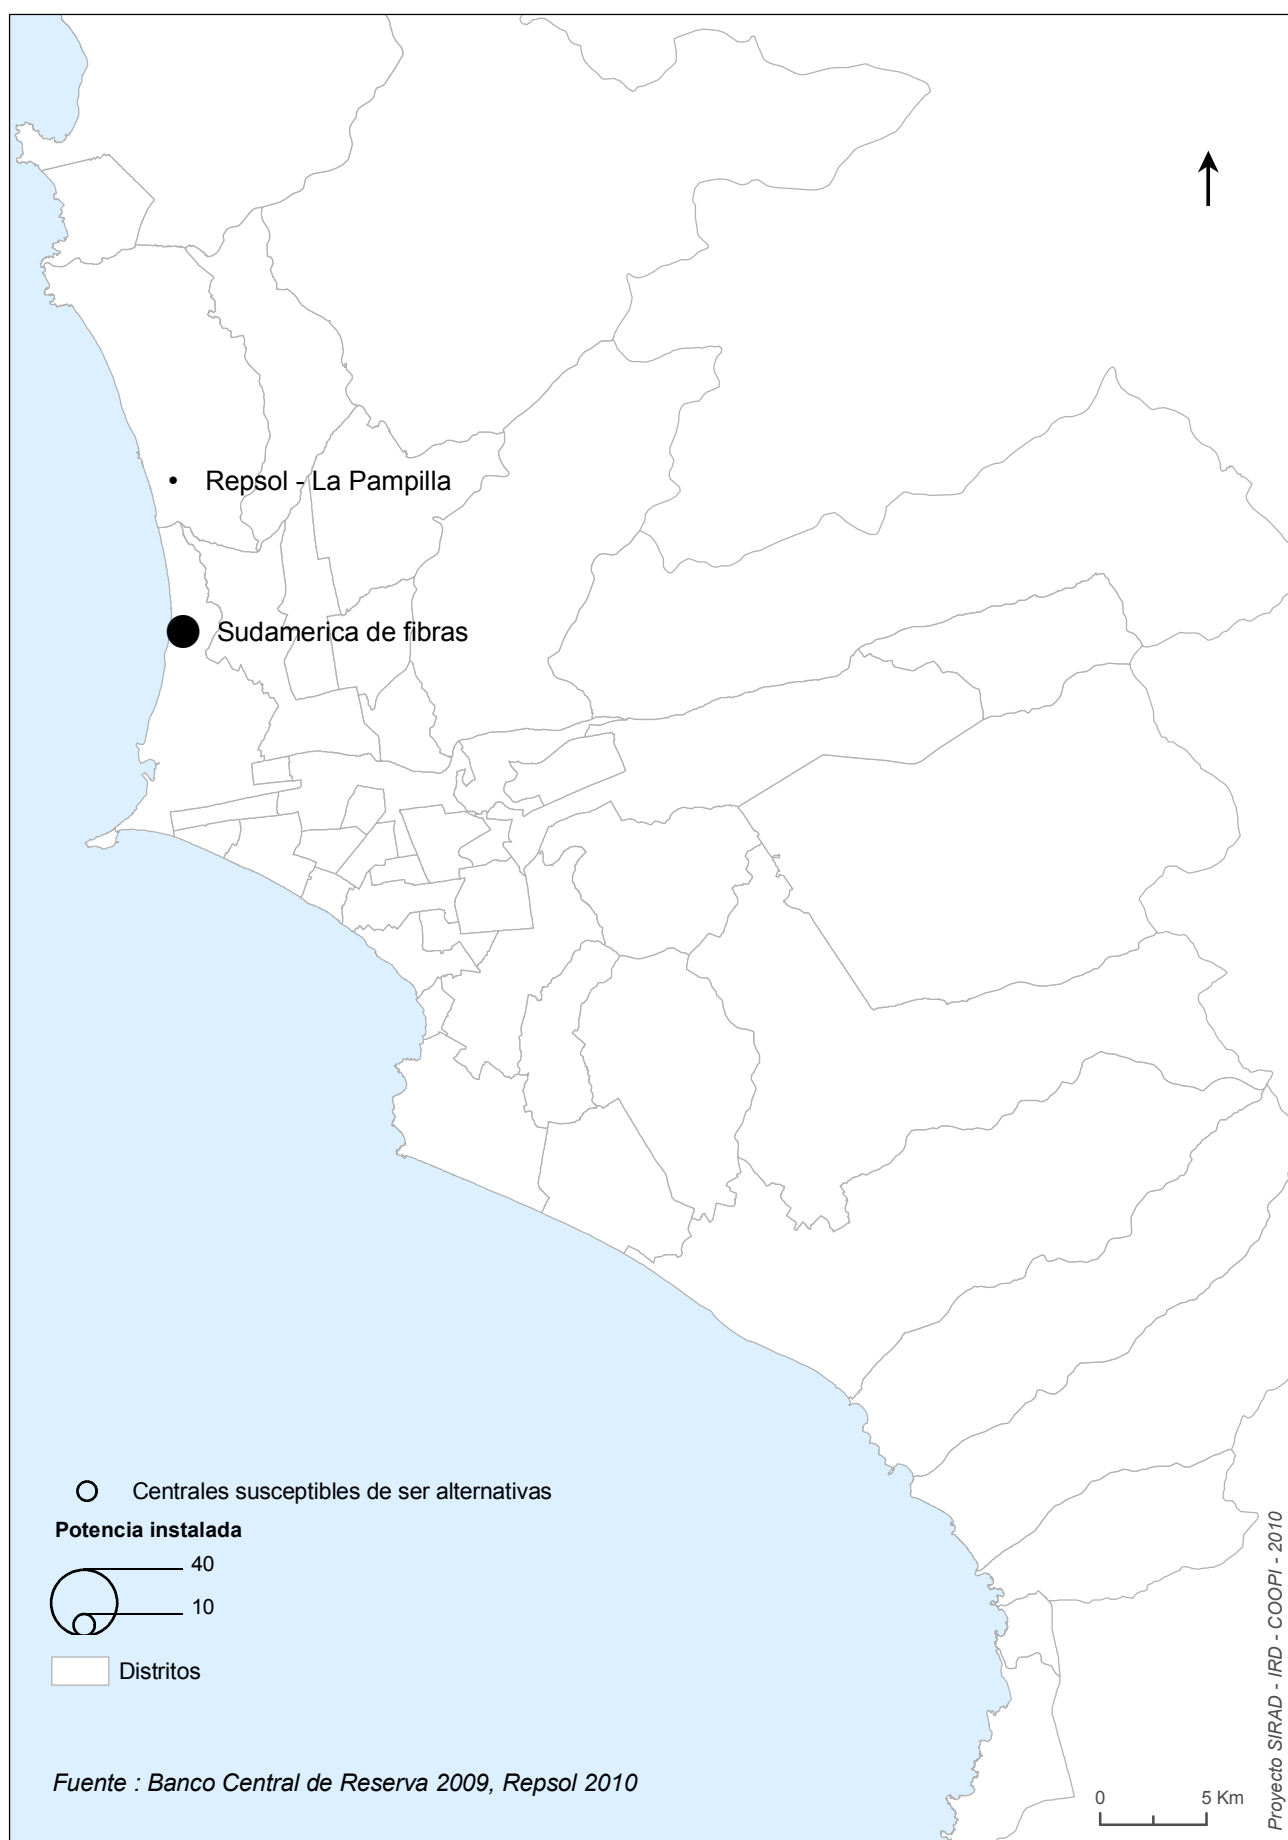 Repsol - La Pampilla
Sudamerica de fibras
Centrales susceptibles de ser alternativas
Potencia instalada
40
10
Distritos
Fuente : Banco Central de Reserva 2009, Repsol 2010
0 5 Km
Proyecto SIRAD - IRD - COOPI - 2010